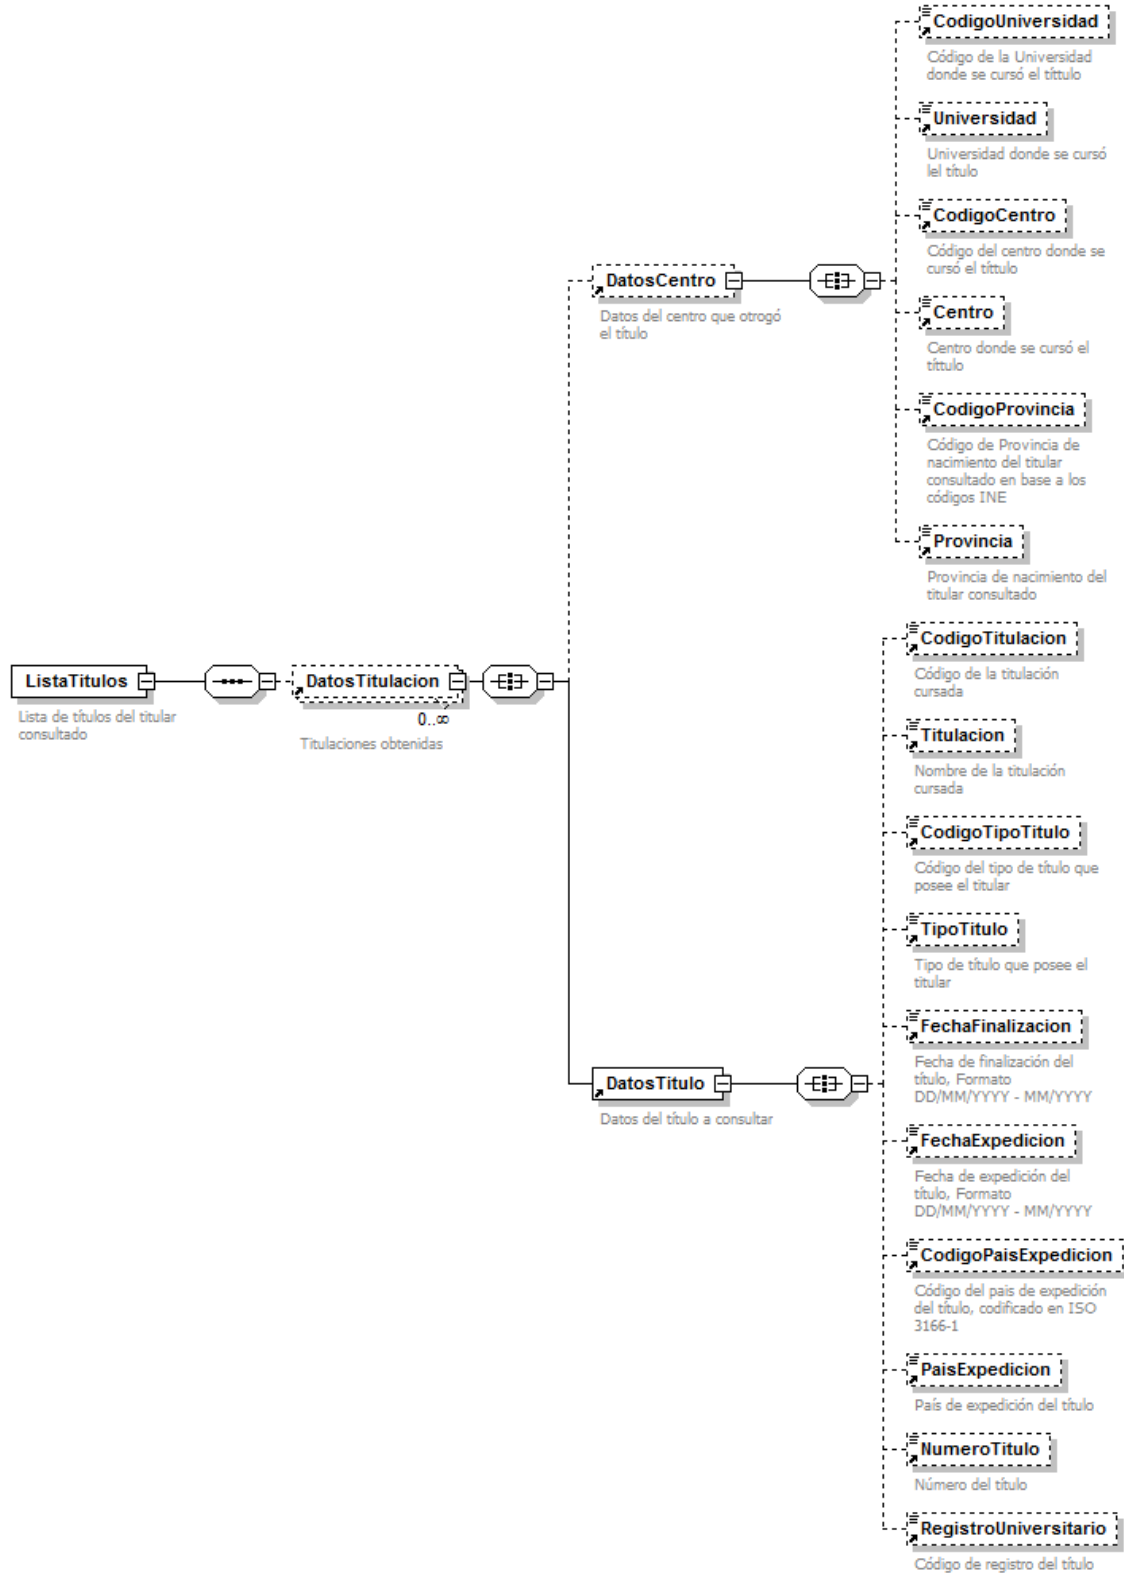 CodigoUniversidad
Código de la Universidad
donde se cursó el títtulo
Universidad
Universidad donde se cursó
lel título
CodigoCentro
Código del centro donde se
cursó el títtulo
DatosCentro
Datos del centro que otrogó
el título
Centro
Centro donde se cursó el
títtulo
CodigoProvincia
Código de Provincia de
nacimiento del titular
consultado en base a los
códigos INE
Provincia
Provincia de nacimiento del
titular consultado
ListaTitulos
Lista de títulos del titular
consultado
DatosTitulacion
0..∞
Titulaciones obtenidas
CodigoTitulacion
Código de la titulación
cursada
Titulacion
Nombre de la titulación
cursada
CodigoTipoTitulo
Código del tipo de título que
posee el titular
TipoTitulo
Tipo de título que posee el
titular
FechaFinalizacion
Fecha de finalización del
título, Formato
DD/MM/YYYY - MM/YYYY
DatosTitulo
Datos del título a consultar
FechaExpedicion
Fecha de expedición del
título, Formato
DD/MM/YYYY - MM/YYYY
CodigoPaisExpedicion
Código del pais de expedición
del título, codificado en ISO
3166-1
PaisExpedicion
País de expedición del título
NumeroTitulo
Número del título
RegistroUniversitario
Código de registro del título